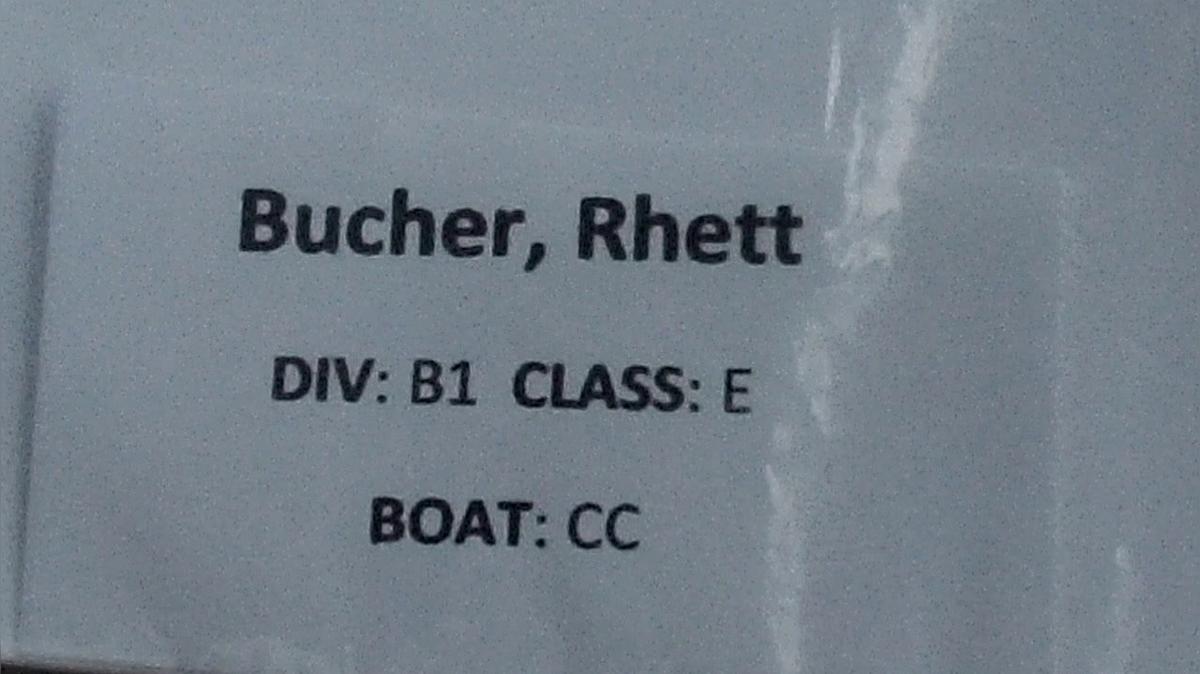 Bucher, Rhett
DIV: B1 CLASS: E
BOAT: CC